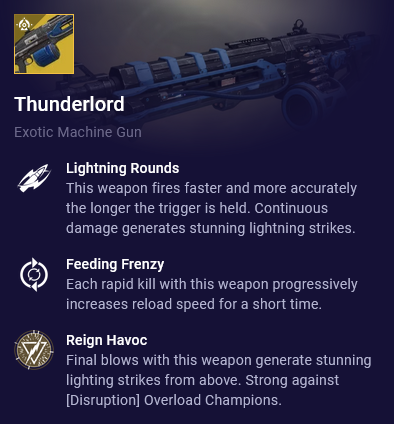 Thunderlord
Exotic Machine Gun
Lightning Rounds
This weapon fires faster and more accurately
the longer the trigger is held. Continuous
damage generates stunning lightning strikes.
Feeding Frenzy
Each rapid kill with this weapon progressively
increases reload speed for a short time.
Reign Havoc
Final blows with this weapon generate stunning
lighting strikes from above. Strong against
[Disruption] Overload Champions.